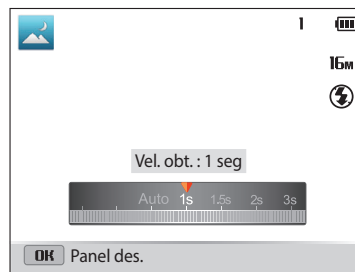 1
16M
Vel. obt. : 1 seg
Auto 1s 1.5s 2s 3s
OK Panel des.